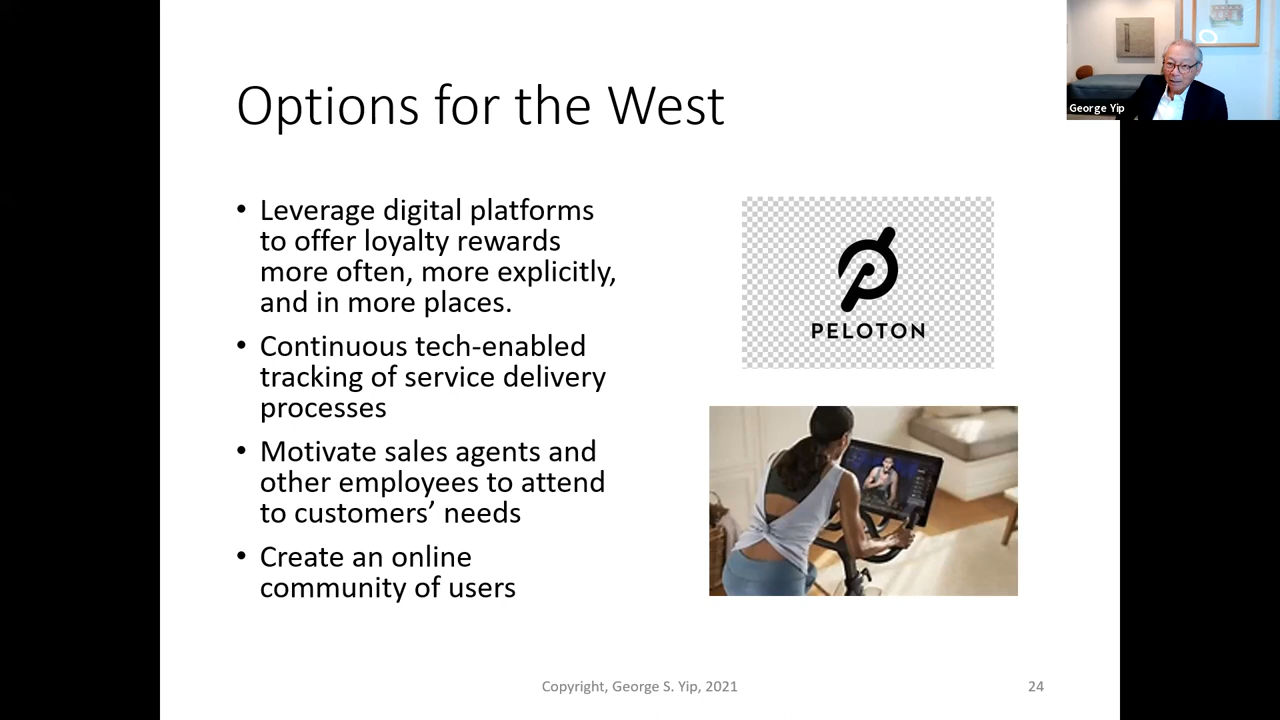 George Yip
Options for the West
• Leverage digital platforms
to offer loyalty rewards
more often, more explicitly,
and in more places.
• Continuous tech-enabled
tracking of service delivery
processes
• Motivate sales agents and
other employees to attend
to customers’ needs
• Create an online
community of users
PELOTON
Copyright, George S. Yip, 2021
24